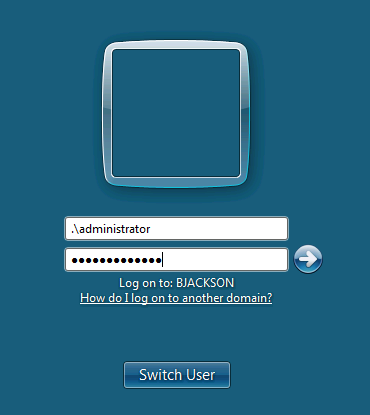 .\administrator
●●●●●●●●●●●●●
Log on to: BJACKSON
How do I log on to another domain?
Switch User